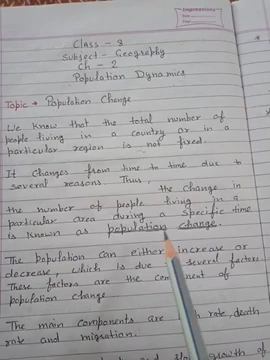 Impression
Class - 8
Subject - Geography
Ch - 2
Population Dynamics
Topic → Population Change
We know that the total number of
people living in a country or in a
particular region is not fixed.
It changes from time to time due to
several reasons. Thus,
the change in
the number of people living in a
particular area during a specific time
is known as population change.
The population can either increase or
decrease, which is due to several factors.
These factors are the component of
population change
The main components are birth rate, death
rate and migration.
growth of